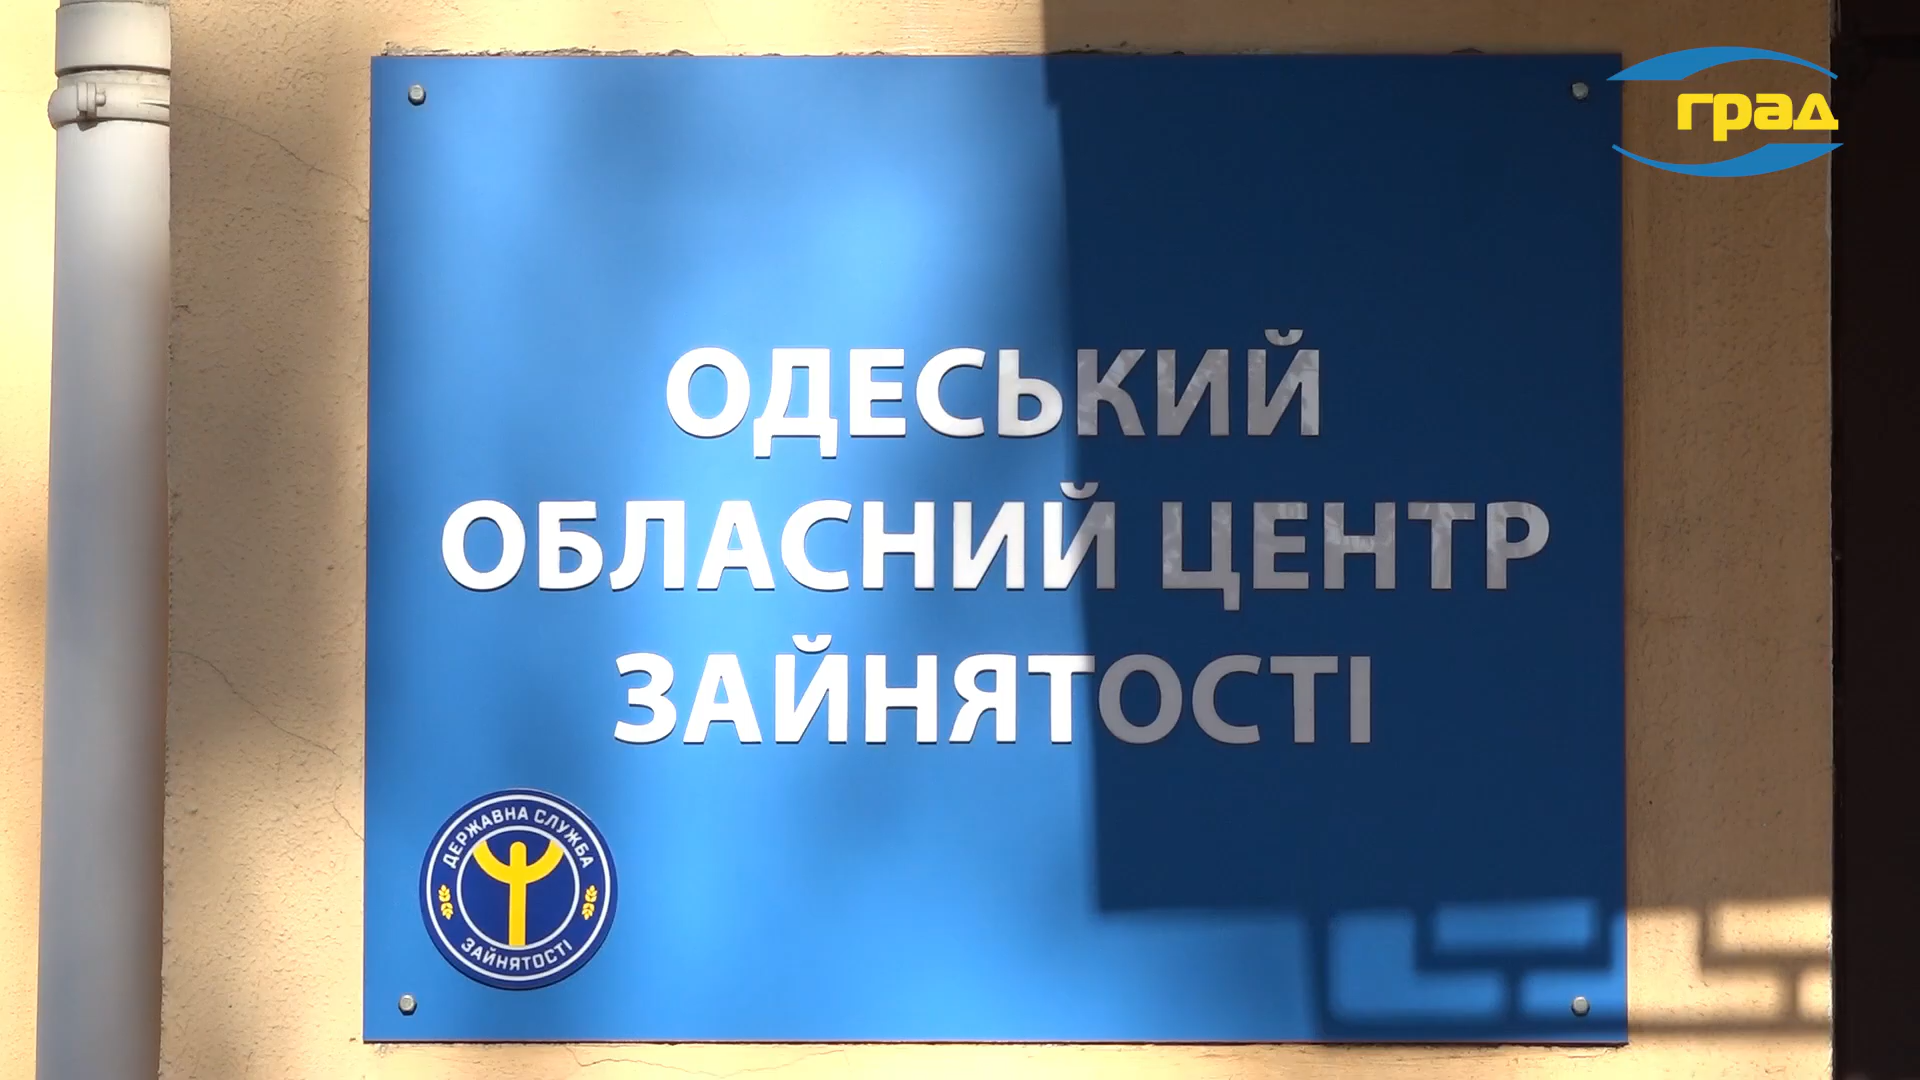 град
ОДЕСЬКИЙ
ОБЛАСНИЙ ЦЕНТР
ЗАЙНЯТОСТІ
ДЕРЖАВНА СЛУЖБА
ЗАЙНЯТОСТІ